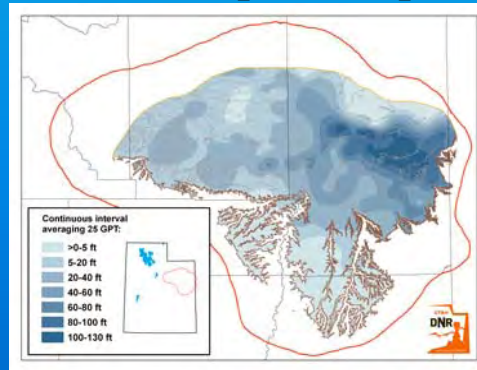 Continuous interval
averaging 25 GPT:
>0-5 ft
5-20 ft
20-40 ft
40-60 ft
60-80 ft
80-100 ft
100-130 ft
UTAH
DNR